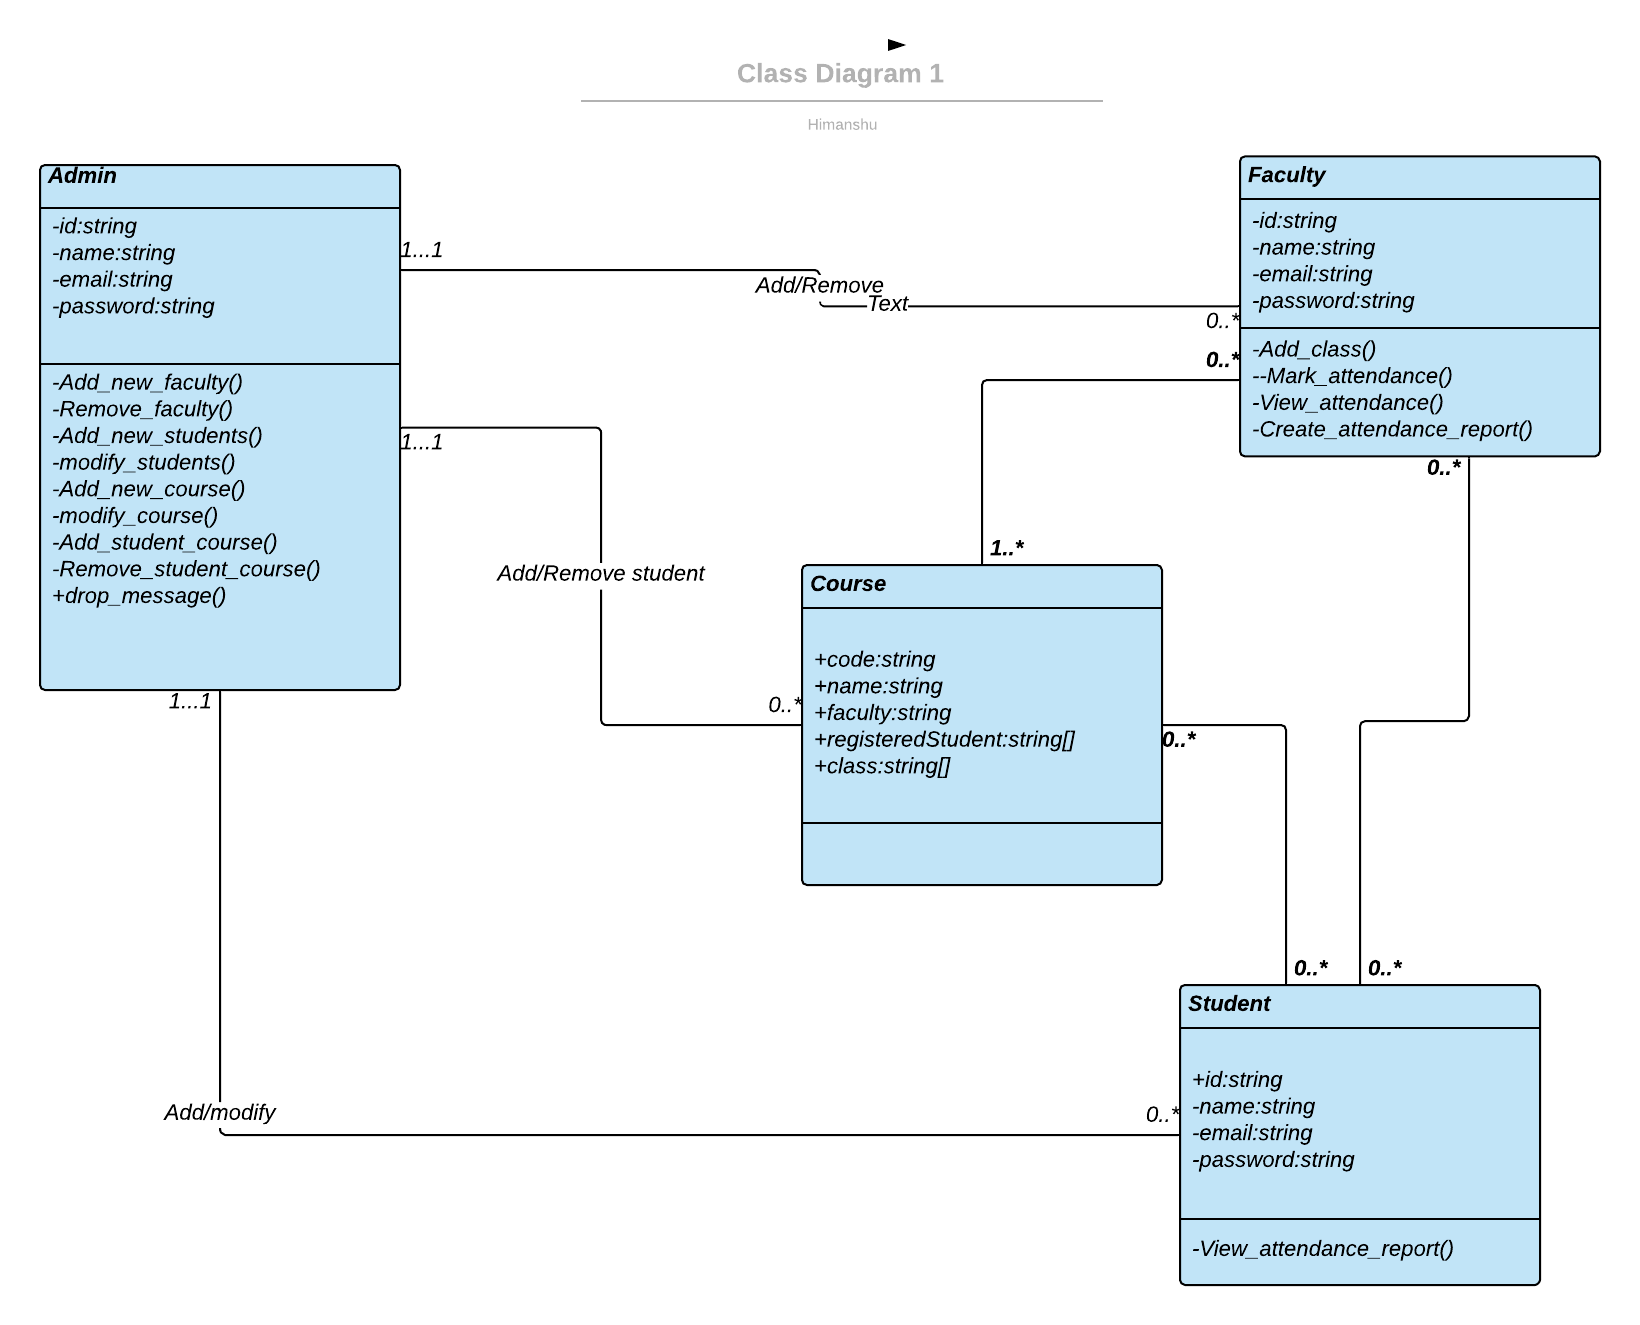 Class Diagram 1
Himanshu
Admin
-id:string
-name:string
-email:string
-password:string
-Add_new_faculty()
-Remove_faculty()
-Add_new_students()
-modify_students()
-Add_new_course()
-modify_course()
-Add_student_course()
-Remove_student_course()
+drop_message()
1...1
Add/Remove
Text
0..*
1...1
Add/Remove student
0..*
1...1
Add/modify
0..*
Faculty
-id:string
-name:string
-email:string
-password:string
-Add_class()
--Mark_attendance()
-View_attendance()
-Create_attendance_report()
0..*
1..*
0..*
0..*
Course
+code:string
+name:string
+faculty:string
+registeredStudent:string[]
+class:string[]
0..*
0..*
Student
+id:string
-name:string
-email:string
-password:string
-View_attendance_report()